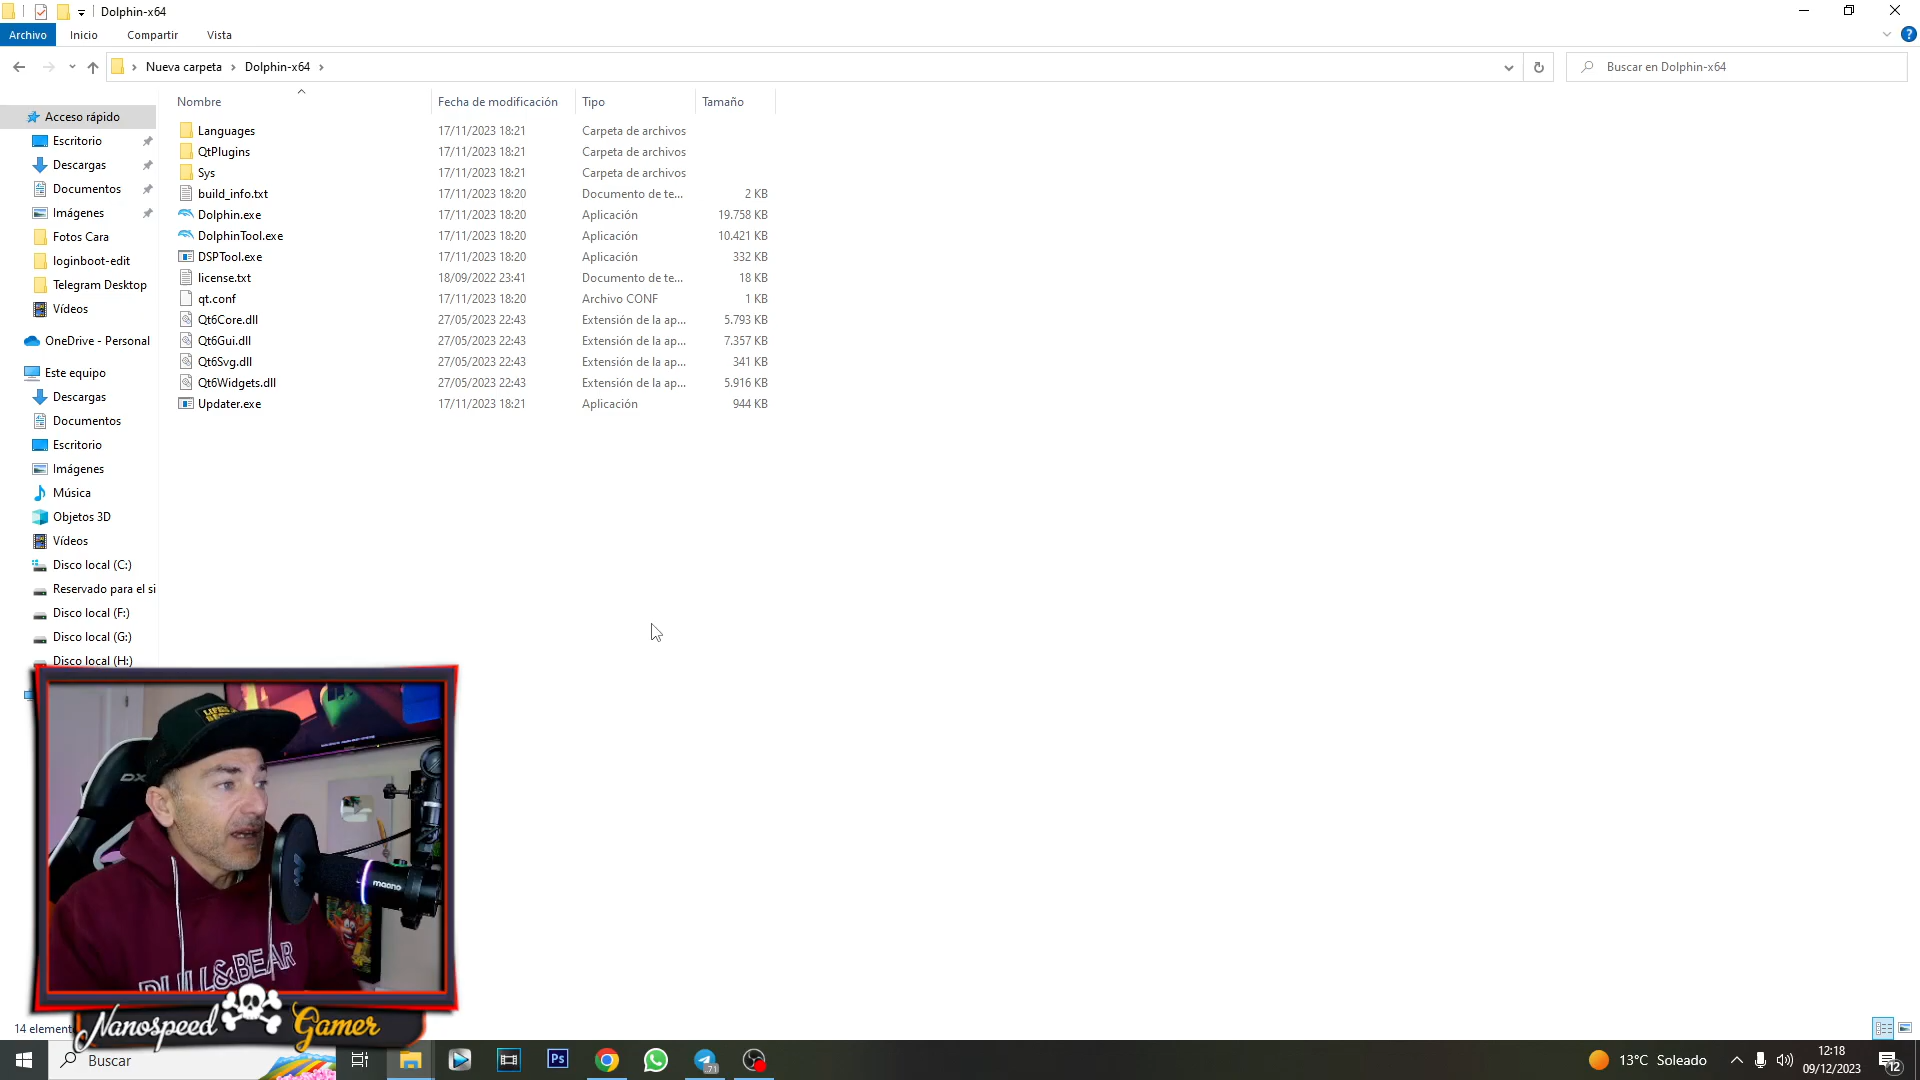 Dolphin-x64
Archivo Inicio Compartir Vista
Nueva carpeta > Dolphin-x64 >
Buscar en Dolphin-x64
Nombre Fecha de modificación Tipo Tamaño
Acceso rápido
Escritorio
Descargas
Documentos
Imágenes
Fotos Cara
loginboot-edit
Telegram Desktop
Vídeos
OneDrive - Personal
Este equipo
Descargas
Documentos
Escritorio
Imágenes
Música
Objetos 3D
Vídeos
Disco local (C:)
Reservado para el si
Disco local (F:)
Disco local (G:)
Disco local (H:)
Languages 17/11/2023 18:21 Carpeta de archivos
QtPlugins 17/11/2023 18:21 Carpeta de archivos
Sys 17/11/2023 18:21 Carpeta de archivos
build_info.txt 17/11/2023 18:20 Documento de te... 2 KB
Dolphin.exe 17/11/2023 18:20 Aplicación 19.758 KB
DolphinTool.exe 17/11/2023 18:20 Aplicación 10.421 KB
DSPTool.exe 17/11/2023 18:20 Aplicación 332 KB
license.txt 18/09/2022 23:41 Documento de te... 18 KB
qt.conf 17/11/2023 18:20 Archivo CONF 1 KB
Qt6Core.dll 27/05/2023 22:43 Extensión de la ap... 5.793 KB
Qt6Gui.dll 27/05/2023 22:43 Extensión de la ap... 7.357 KB
Qt6Svg.dll 27/05/2023 22:43 Extensión de la ap... 341 KB
Qt6Widgets.dll 27/05/2023 22:43 Extensión de la ap... 5.916 KB
Updater.exe 17/11/2023 18:21 Aplicación 944 KB
DX
maono
PULL&BEAR
Nanospeed Gamer
14 element
Buscar
Ps
71
13°C Soleado
12:18
09/12/2023
12